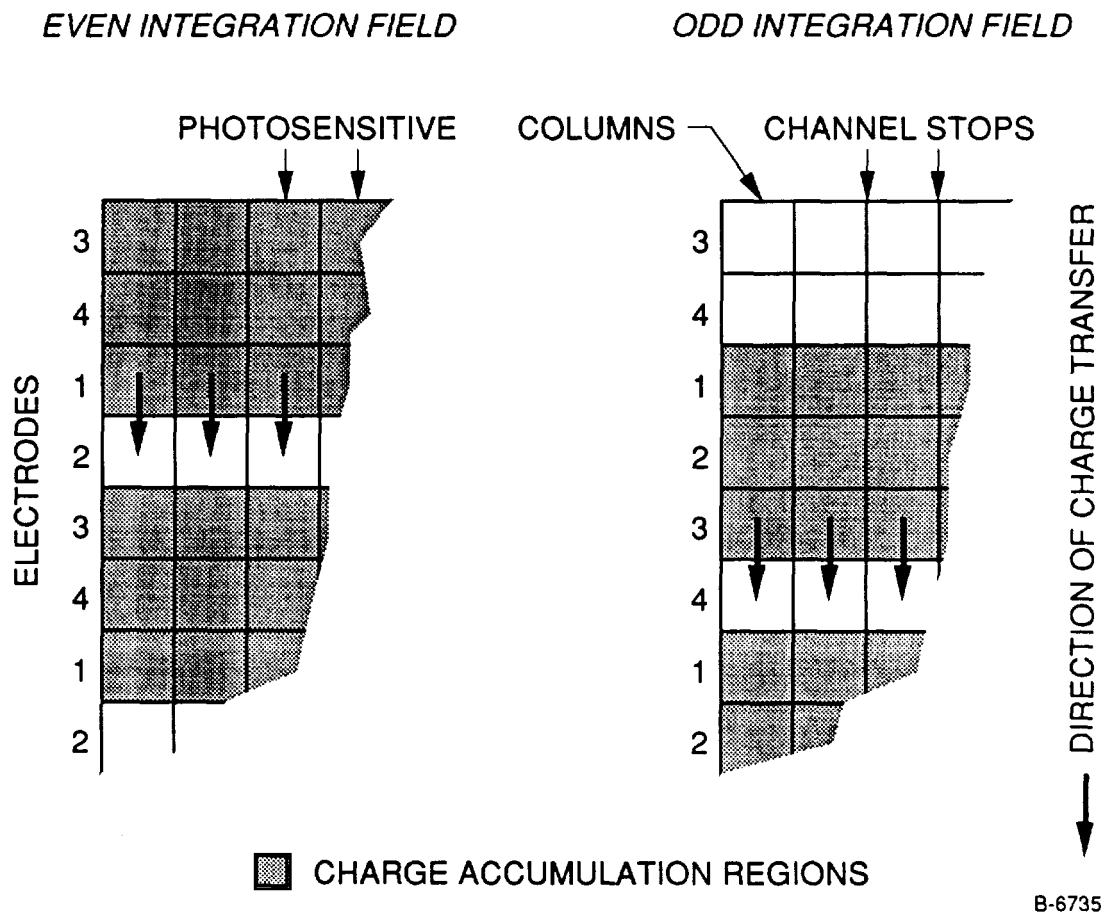 EVEN INTEGRATION FIELD
ODD INTEGRATION FIELD
PHOTOSENSITIVE
COLUMNS
CHANNEL STOPS
ELECTRODES
3
4
1
2
3
4
1
2
3
4
1
2
3
4
1
2
DIRECTION OF CHARGE TRANSFER
CHARGE ACCUMULATION REGIONS
B-6735